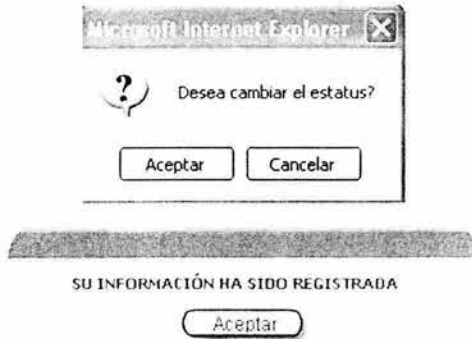 Microsoft Internet Explorer
Desea cambiar el estatus?
Aceptar Cancelar
SU INFORMACIÓN HA SIDO REGISTRADA
Aceptar